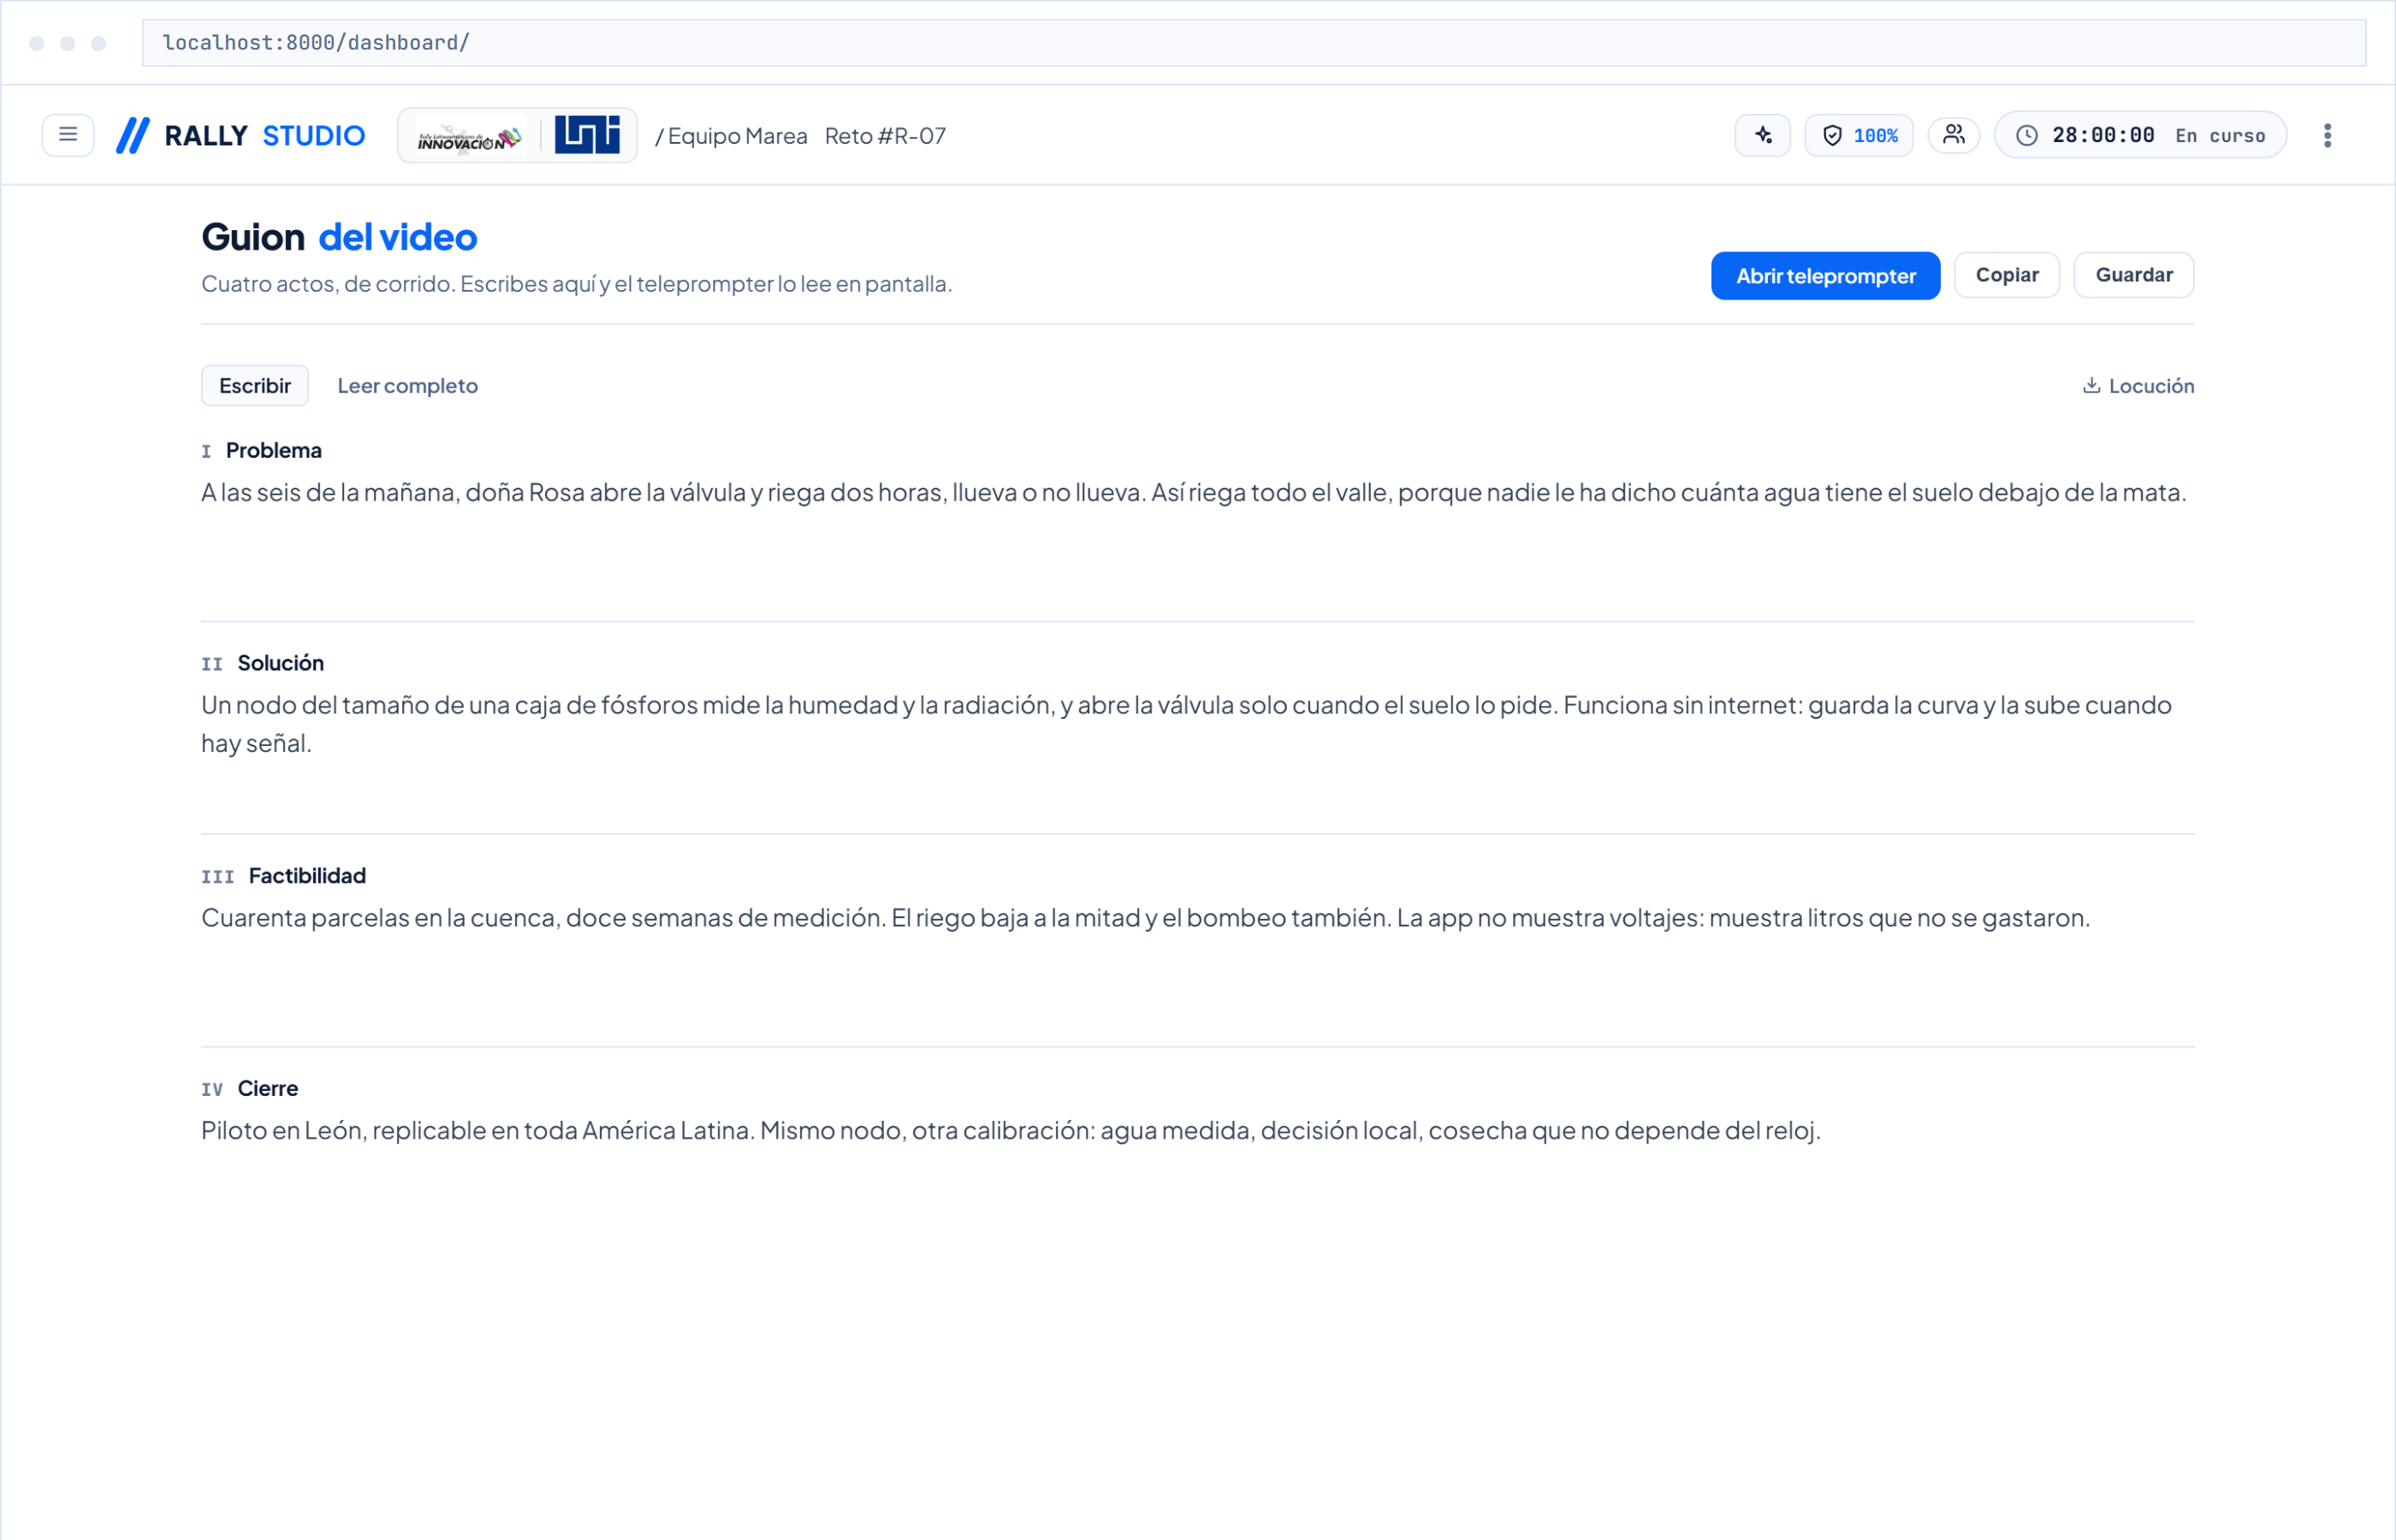 localhost:8000/dashboard/
RALLY STUDIO
Rally Latinoamericano de
INNOVACIÓN
uni
/ Equipo Marea Reto #R-07
100%
28:00:00 En curso
Guion del video
Cuatro actos, de corrido. Escribes aquí y el teleprompter lo lee en pantalla.
Abrir teleprompter
Copiar
Guardar
Escribir
Leer completo
Locución
I Problema
A las seis de la mañana, doña Rosa abre la válvula y riega dos horas, llueva o no llueva. Así riega todo el valle, porque nadie le ha dicho cuánta agua tiene el suelo debajo de la mata.
II Solución
Un nodo del tamaño de una caja de fósforos mide la humedad y la radiación, y abre la válvula solo cuando el suelo lo pide. Funciona sin internet: guarda la curva y la sube cuando
hay señal.
III Factibilidad
Cuarenta parcelas en la cuenca, doce semanas de medición. El riego baja a la mitad y el bombeo también. La app no muestra voltajes: muestra litros que no se gastaron.
IV Cierre
Piloto en León, replicable en toda América Latina. Mismo nodo, otra calibración: agua medida, decisión local, cosecha que no depende del reloj.